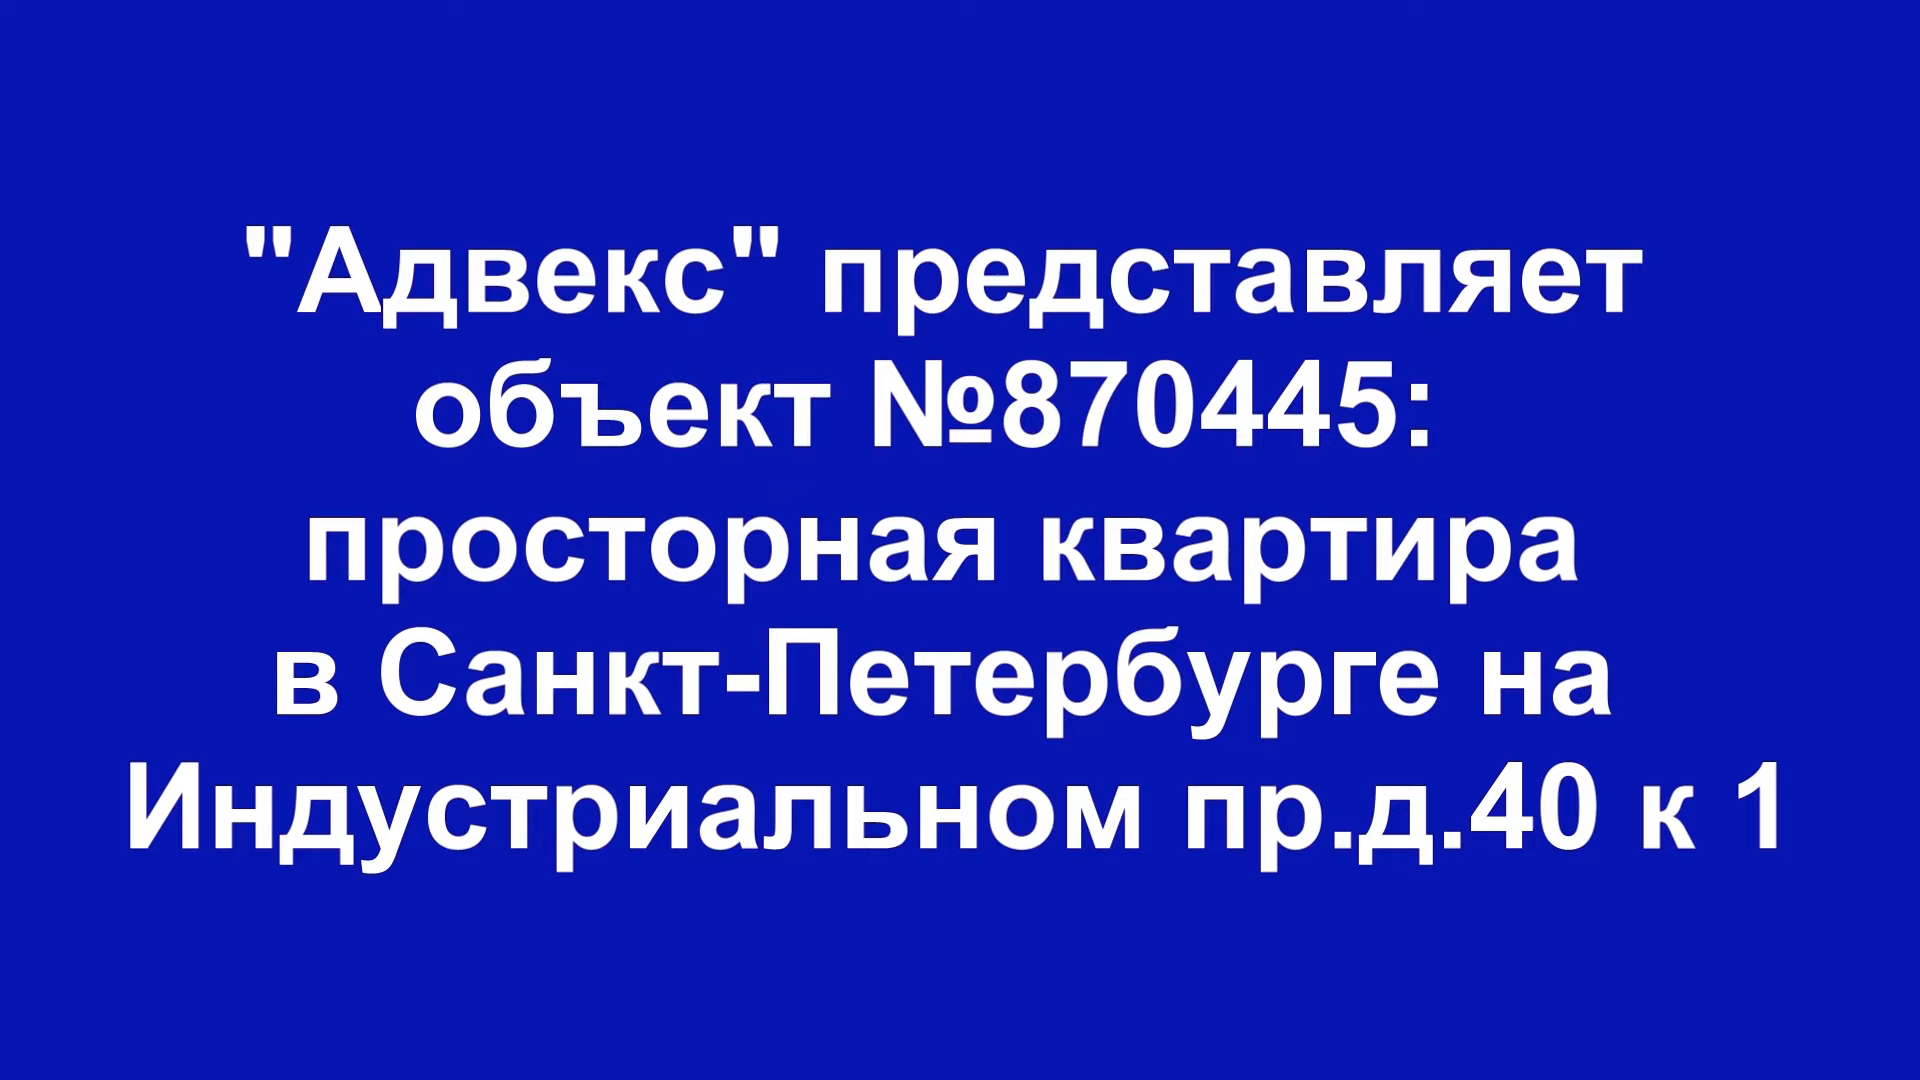 "Адвекс" представляет
объект №870445:
просторная квартира
в Санкт-Петербурге на
Индустриальном пр.д.40 к 1